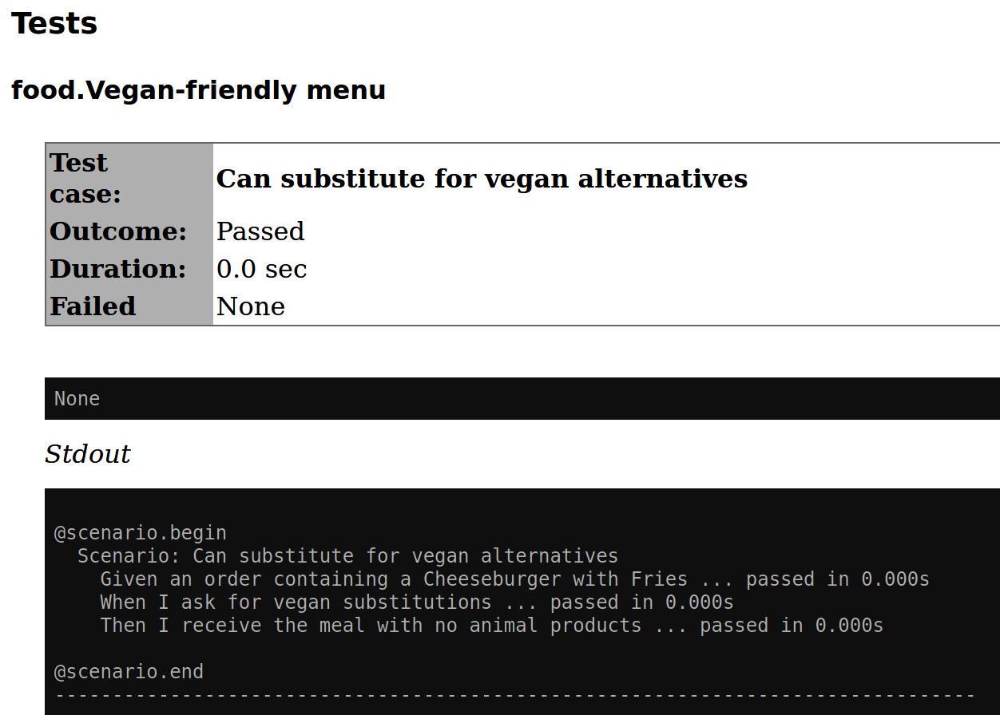 Tests
food.Vegan-friendly menu
Test
case:
Can substitute for vegan alternatives
Outcome: Passed
Duration: 0.0 sec
Failed None
None
Stdout
@scenario.begin
  Scenario: Can substitute for vegan alternatives
    Given an order containing a Cheeseburger with Fries ... passed in 0.000s
    When I ask for vegan substitutions ... passed in 0.000s
    Then I receive the meal with no animal products ... passed in 0.000s
@scenario.end
--------------------------------------------------------------------------------